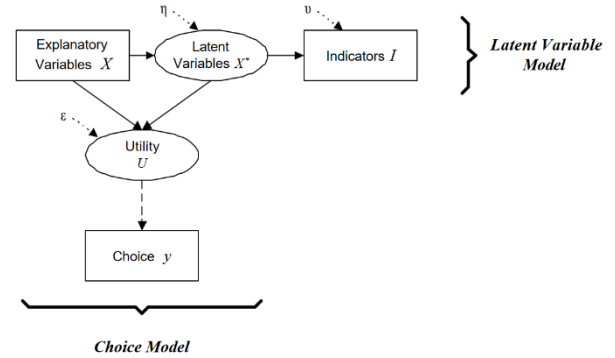 η
υ
Explanatory
Variables X
Latent
Variables X*
Indicators I
Latent Variable
Model
ε
Utility
U
Choice y
Choice Model